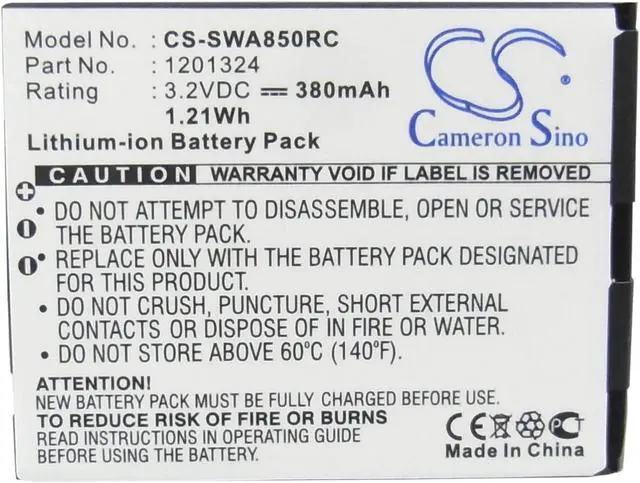 Model No.: CS-SWA850RC
Part No.: 1201324
Rating : 3.2VDC ⎓ 380mAh
1.21Wh
Lithium-ion Battery Pack
CS
Cameron Sino
CAUTION WARRANTY VOID IF LABEL IS REMOVED
• DO NOT ATTEMPT TO DISASSEMBLE, OPEN OR SERVICE
THE BATTERY PACK.
• REPLACE ONLY WITH THE BATTERY PACK DESIGNATED
FOR THIS PRODUCT.
• DO NOT CRUSH, PUNCTURE, SHORT EXTERNAL
CONTACTS OR DISPOSE OF IN FIRE OR WATER.
• DO NOT STORE ABOVE 60°C (140°F).
ATTENTION:
NEW BATTERY PACK MUST BE FULLY CHARGED BEFORE USE.
TO REDUCE RISK OF FIRE OR BURNS
READ OPERATING GUIDE
BEFORE USING THIS PRODUCT
CE
Made In China